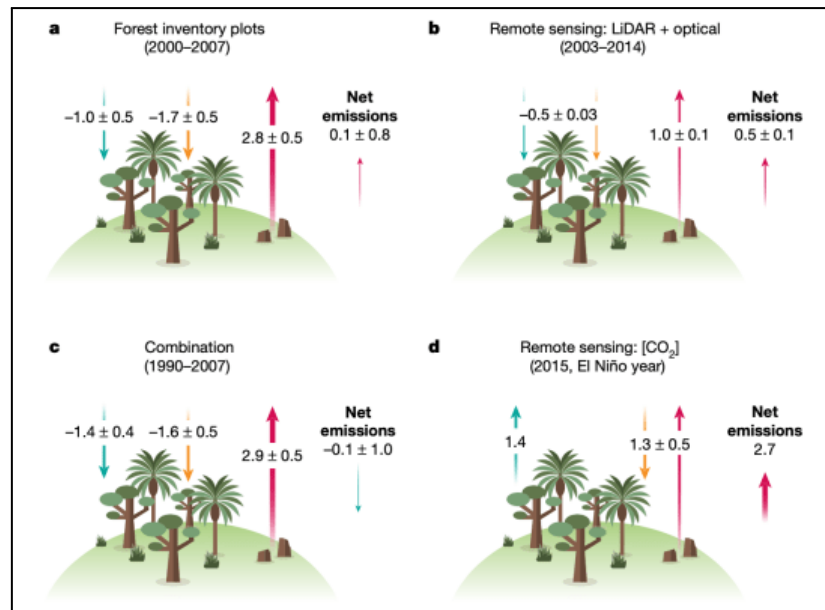 a
Forest inventory plots
(2000–2007)
–1.0 ± 0.5
–1.7 ± 0.5
2.8 ± 0.5
Net
emissions
0.1 ± 0.8
b
Remote sensing: LiDAR + optical
(2003–2014)
–0.5 ± 0.03
1.0 ± 0.1
Net
emissions
0.5 ± 0.1
c
Combination
(1990–2007)
–1.4 ± 0.4
–1.6 ± 0.5
2.9 ± 0.5
Net
emissions
–0.1 ± 1.0
d
Remote sensing: [CO₂]
(2015, El Niño year)
1.4
1.3 ± 0.5
Net
emissions
2.7